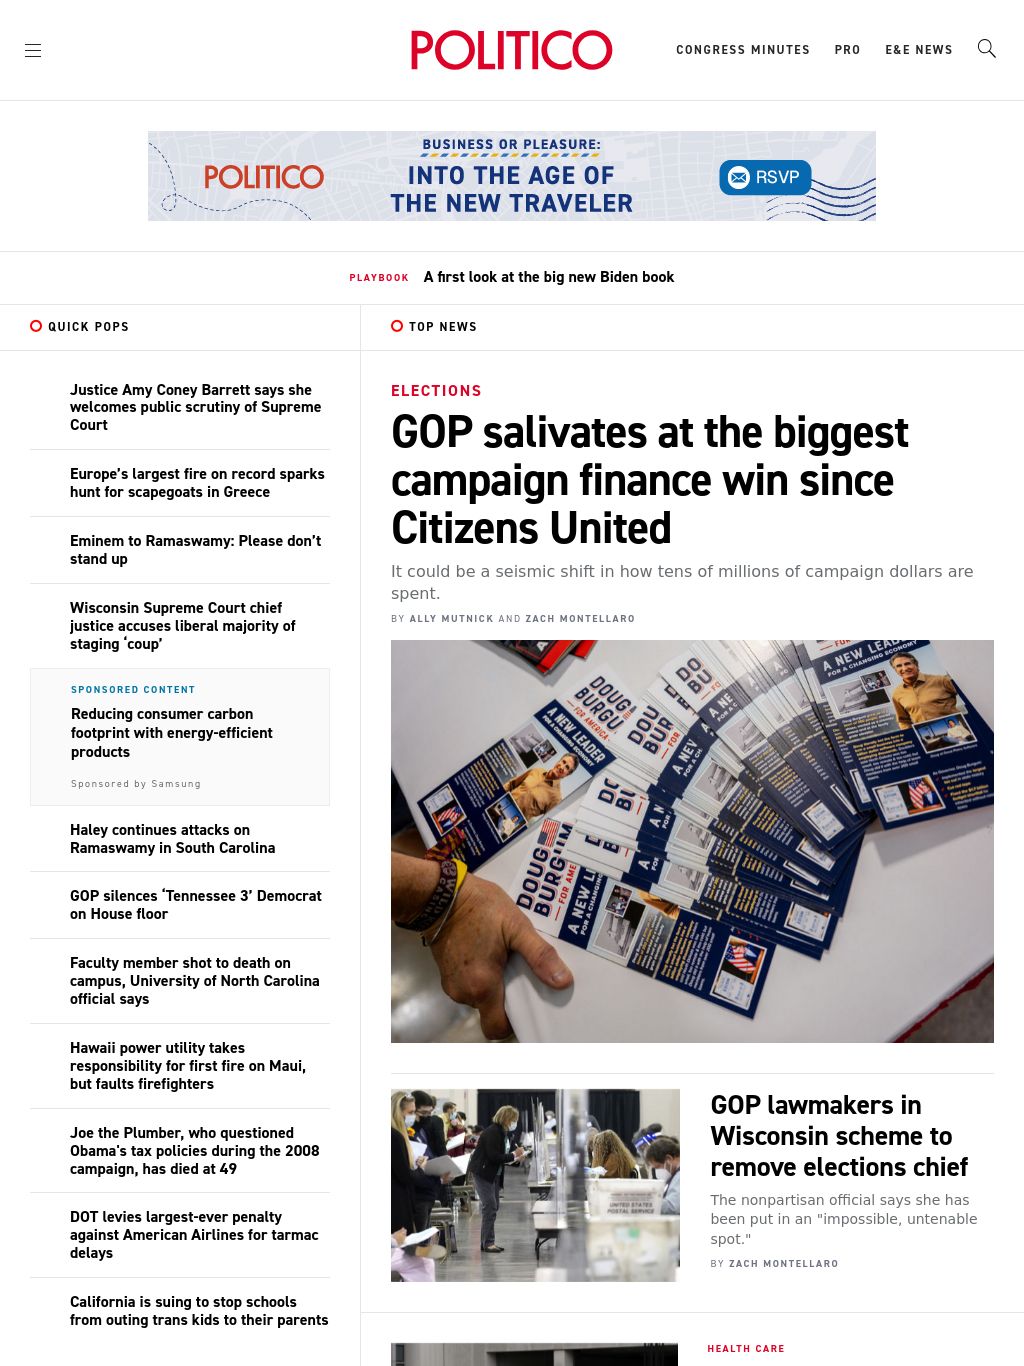 POLITICO
CONGRESS MINUTES
PRO
E&E NEWS
POLITICO
BUSINESS OR PLEASURE:
INTO THE AGE OF
THE NEW TRAVELER
RSVP
PLAYBOOK
A first look at the big new Biden book
QUICK POPS
Justice Amy Coney Barrett says she
welcomes public scrutiny of Supreme
Court
Europe’s largest fire on record sparks
hunt for scapegoats in Greece
Eminem to Ramaswamy: Please don’t
stand up
Wisconsin Supreme Court chief
justice accuses liberal majority of
staging ‘coup’
SPONSORED CONTENT
Reducing consumer carbon
footprint with energy-efficient
products
Sponsored by Samsung
Haley continues attacks on
Ramaswamy in South Carolina
GOP silences ‘Tennessee 3’ Democrat
on House floor
Faculty member shot to death on
campus, University of North Carolina
official says
Hawaii power utility takes
responsibility for first fire on Maui,
but faults firefighters
Joe the Plumber, who questioned
Obama's tax policies during the 2008
campaign, has died at 49
DOT levies largest-ever penalty
against American Airlines for tarmac
delays
California is suing to stop schools
from outing trans kids to their parents
TOP NEWS
ELECTIONS
GOP salivates at the biggest
campaign finance win since
Citizens United
It could be a seismic shift in how tens of millions of campaign dollars are
spent.
BY ALLY MUTNICK AND ZACH MONTELLARO
DOUG
BURGUM
FOR AMERICA
A NEW LEADER
FOR A CHANGING
DOUG
BURGUM
FOR AME
A NEW L
GOP lawmakers in
Wisconsin scheme to
remove elections chief
The nonpartisan official says she has
been put in an "impossible, untenable
spot."
BY ZACH MONTELLARO
UNITED STATES
POSTAL SERVICE
HEALTH CARE